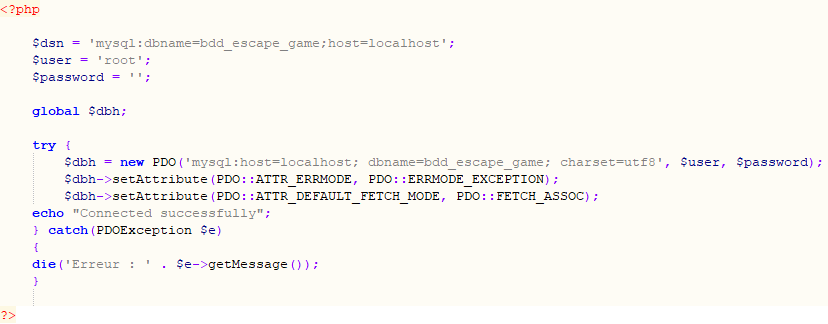 <?php
$dsn = 'mysql:dbname=bdd_escape_game;host=localhost';
$user = 'root';
$password = '';
global $dbh;
try {
$dbh = new PDO('mysql:host=localhost; dbname=bdd_escape_game; charset=utf8', $user, $password);
$dbh->setAttribute(PDO::ATTR_ERRMODE, PDO::ERRMODE_EXCEPTION);
$dbh->setAttribute(PDO::ATTR_DEFAULT_FETCH_MODE, PDO::FETCH_ASSOC);
echo "Connected successfully";
} catch(PDOException $e)
{
die('Erreur : ' . $e->getMessage());
}
?>